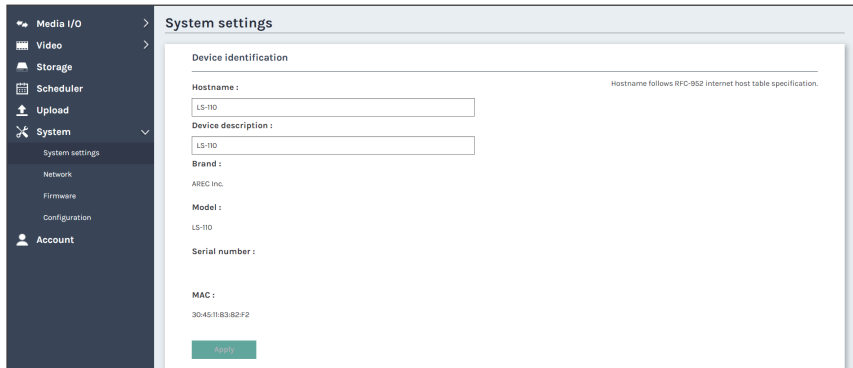 Media I/O
Video
Storage
Scheduler
Upload
System
System settings
Network
Firmware
Configuration
Account
System settings
Device identification
Hostname :
Hostname follows RFC-952 internet host table specification.
LS-110
Device description :
LS-110
Brand :
AREC Inc.
Model :
LS-110
Serial number :
MAC :
30:45:11:83:82:F2
Apply